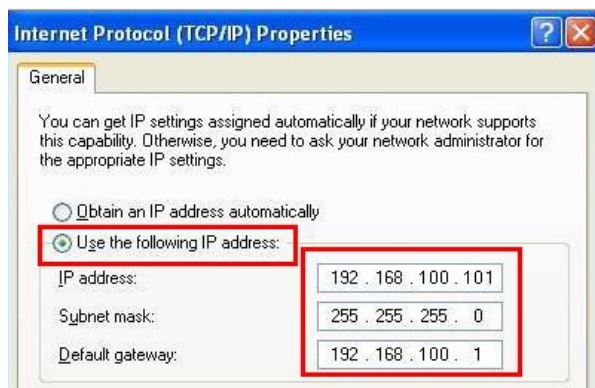 Internet Protocol (TCP/IP) Properties
General
You can get IP settings assigned automatically if your network supports
this capability. Otherwise, you need to ask your network administrator for
the appropriate IP settings.
Obtain an IP address automatically
Use the following IP address:
IP address: 192 . 168 . 100 . 101
Subnet mask: 255 . 255 . 255 . 0
Default gateway: 192 . 168 . 100 . 1